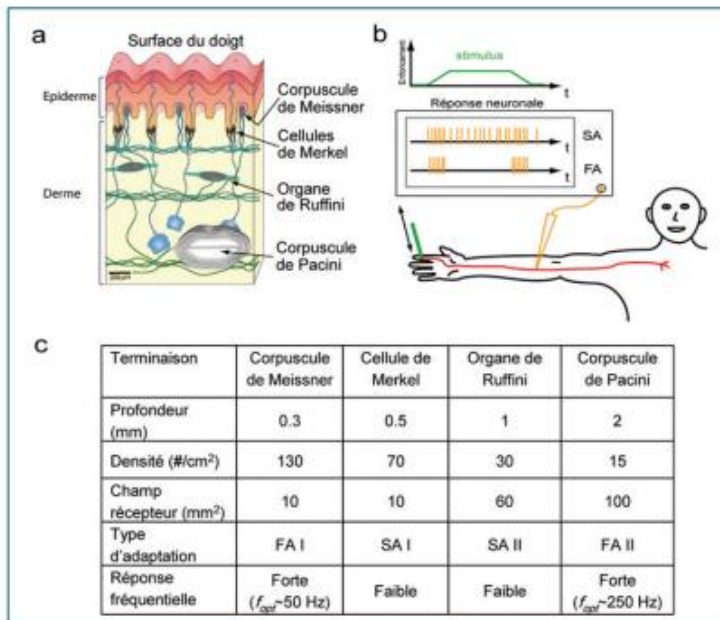 a
Surface du doigt
Epiderme
Derme
Corpuscule
de Meissner
Cellules
de Merkel
Organe
de Ruffini
Corpuscule
de Pacini
b
Enfoncement
stimulus
t
Réponse neuronale
SA
t
FA
t
c
Terminaison
Corpuscule
de Meissner
Cellule de
Merkel
Organe de
Ruffini
Corpuscule
de Pacini
Profondeur
(mm)
0.3
0.5
1
2
Densité (#/cm²)
130
70
30
15
Champ
récepteur (mm²)
10
10
60
100
Type
d'adaptation
FA I
SA I
SA II
FA II
Réponse
fréquentielle
Forte
(f_opt~50 Hz)
Faible
Faible
Forte
(f_opt~250 Hz)